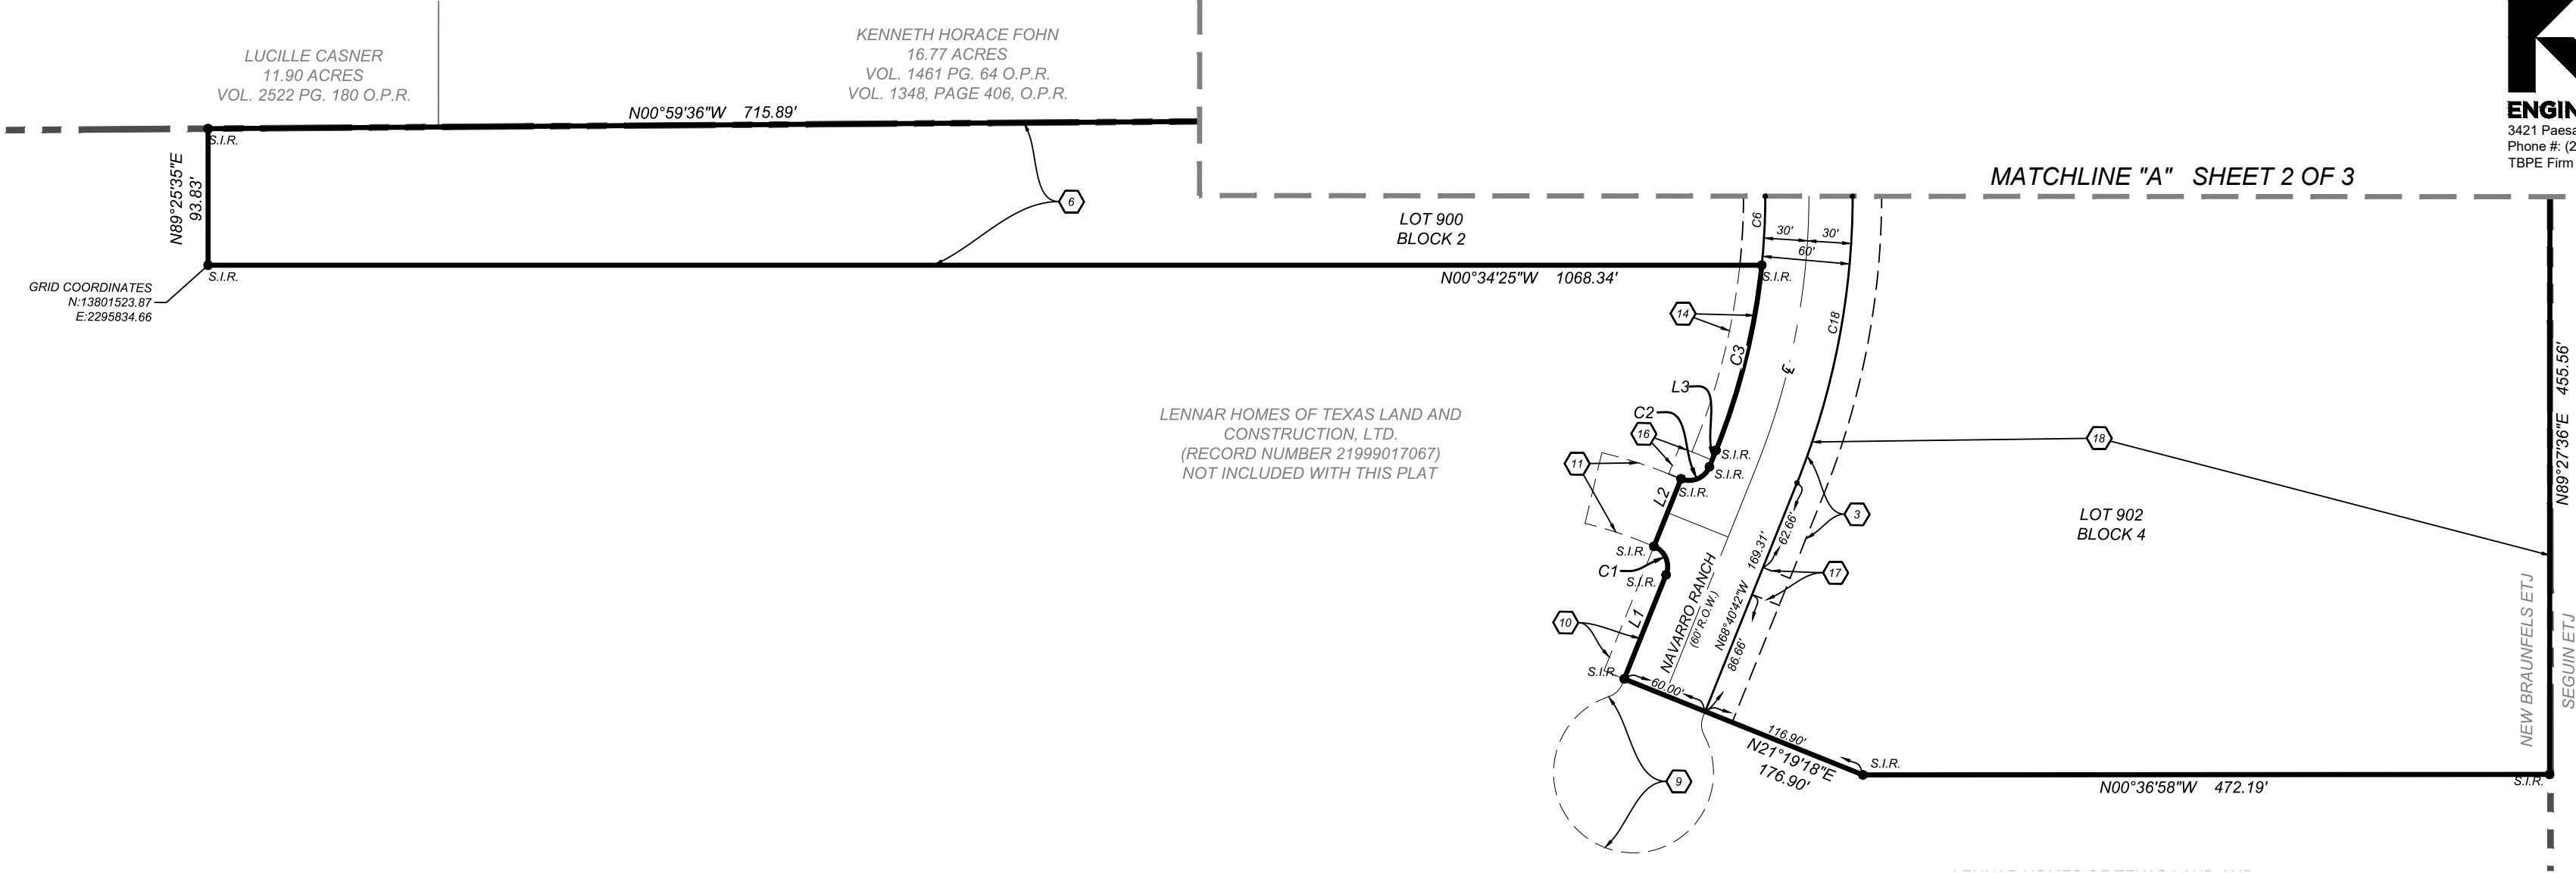 LUCILLE CASNER
11.90 ACRES
VOL. 2522 PG. 180 O.P.R.
KENNETH HORACE FOHN
16.77 ACRES
VOL. 1461 PG. 64 O.P.R.
VOL. 1348, PAGE 406, O.P.R.
N00°59'36"W 715.89'
S.I.R.
N89°25'35"E
93.83'
S.I.R.
GRID COORDINATES
N:13801523.87
E:2295834.66
6
LOT 900
BLOCK 2
N00°34'25"W 1068.34'
S.I.R.
MATCHLINE "A" SHEET 2 OF 3
ENGIN
3421 Paesa
Phone #: (2
TBPE Firm
C6
30'
30'
60'
14
C3
C18
℄
L3
C2
16
11
S.I.R.
S.I.R.
S.I.R.
L2
S.I.R.
C1
S.I.R.
10
L1
S.I.R.
LENNAR HOMES OF TEXAS LAND AND
CONSTRUCTION, LTD.
(RECORD NUMBER 21999017067)
NOT INCLUDED WITH THIS PLAT
NAVARRO RANCH
(60' R.O.W.)
N68°40'42"W 169.31'
62.66'
86.66'
60.00'
3
17
18
LOT 902
BLOCK 4
9
116.90'
N21°19'18"E
176.90'
S.I.R.
N00°36'58"W 472.19'
S.I.R.
N89°27'36"E 455.56'
NEW BRAUNFELS ETJ
SEGUIN ETJ